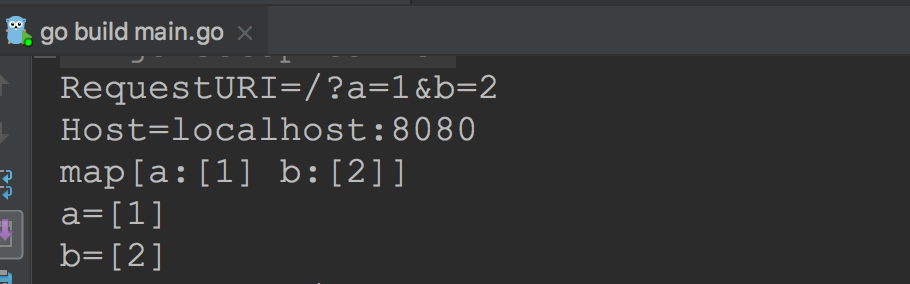 go build main.go
RequestURI=/?a=1&b=2
Host=localhost:8080
map[a:[1] b:[2]]
a=[1]
b=[2]